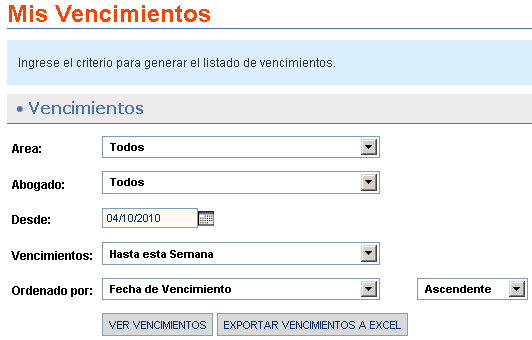 Mis Vencimientos
Ingrese el criterio para generar el listado de vencimientos.
Vencimientos
Area: Todos
Abogado: Todos
Desde: 04/10/2010
Vencimientos: Hasta esta Semana
Ordenado por: Fecha de Vencimiento Ascendente
VER VENCIMIENTOS EXPORTAR VENCIMIENTOS A EXCEL